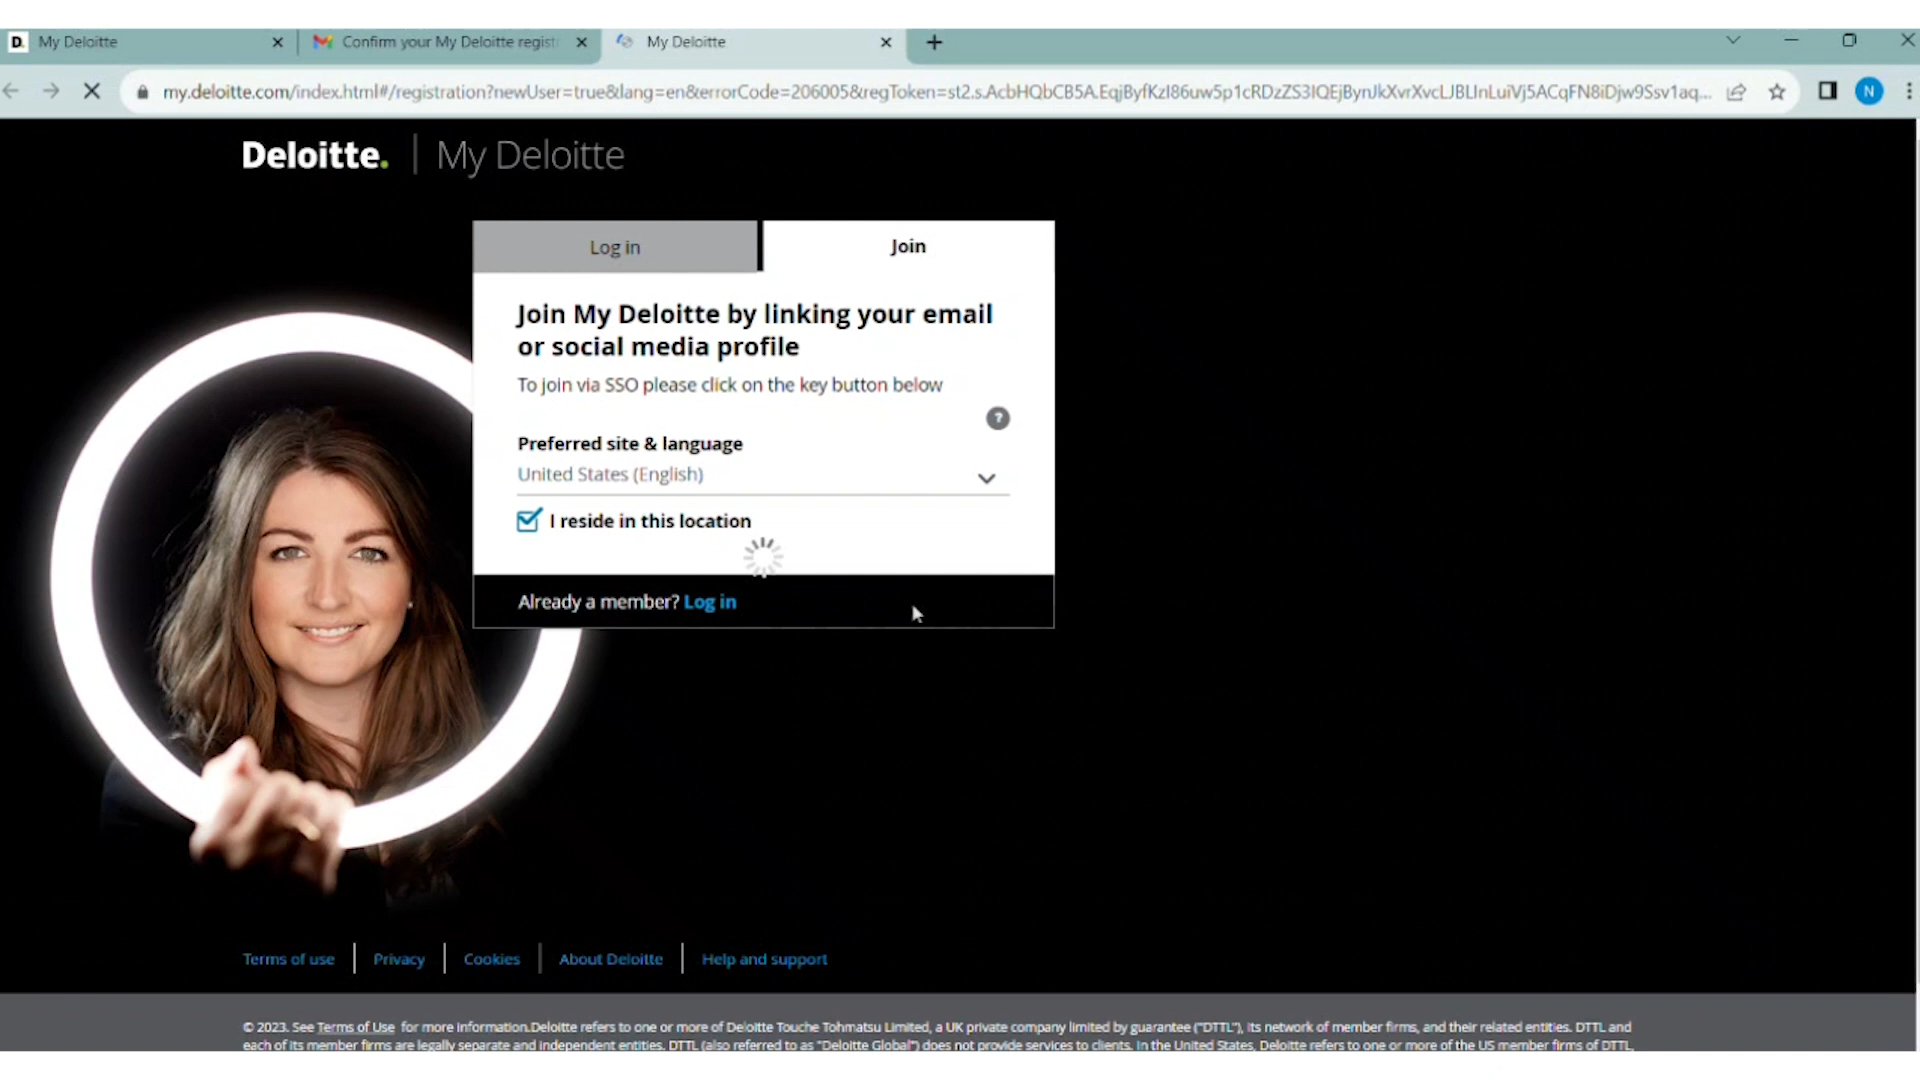 D. My Deloitte
Confirm your My Deloitte regist
My Deloitte
my.deloitte.com/index.html#/registration?newUser=true&lang=en&errorCode=206005&regToken=st2.s.AcbHQbCB5A.EqjByfKzI86uw5p1cRDzZS3IQEjBynJkXvrXvcLJBLInLuiVj5ACqFN8iDjw9Ssv1aq...
N
Deloitte. | My Deloitte
Log in
Join
Join My Deloitte by linking your email
or social media profile
To join via SSO please click on the key button below
?
Preferred site & language
United States (English)
I reside in this location
Already a member? Log in
Terms of use
Privacy
Cookies
About Deloitte
Help and support
© 2023. See Terms of Use for more information.Deloitte refers to one or more of Deloitte Touche Tohmatsu Limited, a UK private company limited by guarantee ("DTTL"), its network of member firms, and their related entities. DTTL and
each of its member firms are legally separate and independent entities. DTTL (also referred to as "Deloitte Global") does not provide services to clients. In the United States, Deloitte refers to one or more of the US member firms of DTTL,